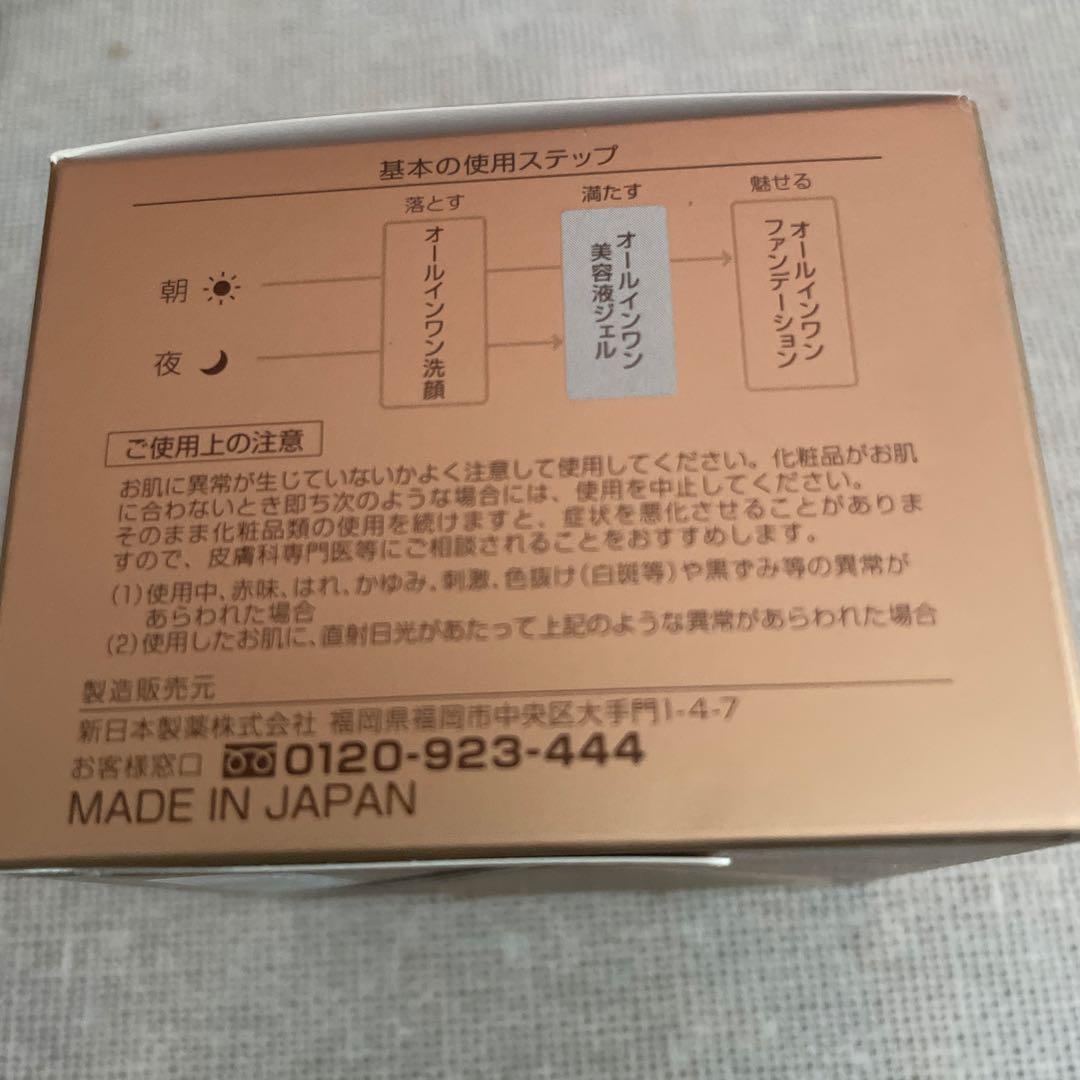 基本の使用ステップ
落とす
満たす
魅せる
朝
夜
オールインワン洗顔
オールインワン
美容液ジェル
オールインワン
ファンデーション
ご使用上の注意
お肌に異常が生じていないかよく注意して使用してください。化粧品がお肌
に合わないとき即ち次のような場合には、使用を中止してください。
そのまま化粧品類の使用を続けますと、症状を悪化させることがありま
すので、皮膚科専門医等にご相談されることをおすすめします。
(1)使用中、赤味、はれ、かゆみ、刺激、色抜け(白斑等)や黒ずみ等の異常が
あらわれた場合
(2)使用したお肌に、直射日光があたって上記のような異常があらわれた場合
製造販売元
新日本製薬株式会社 福岡県福岡市中央区大手門1-4-7
お客様窓口 0120-923-444
MADE IN JAPAN